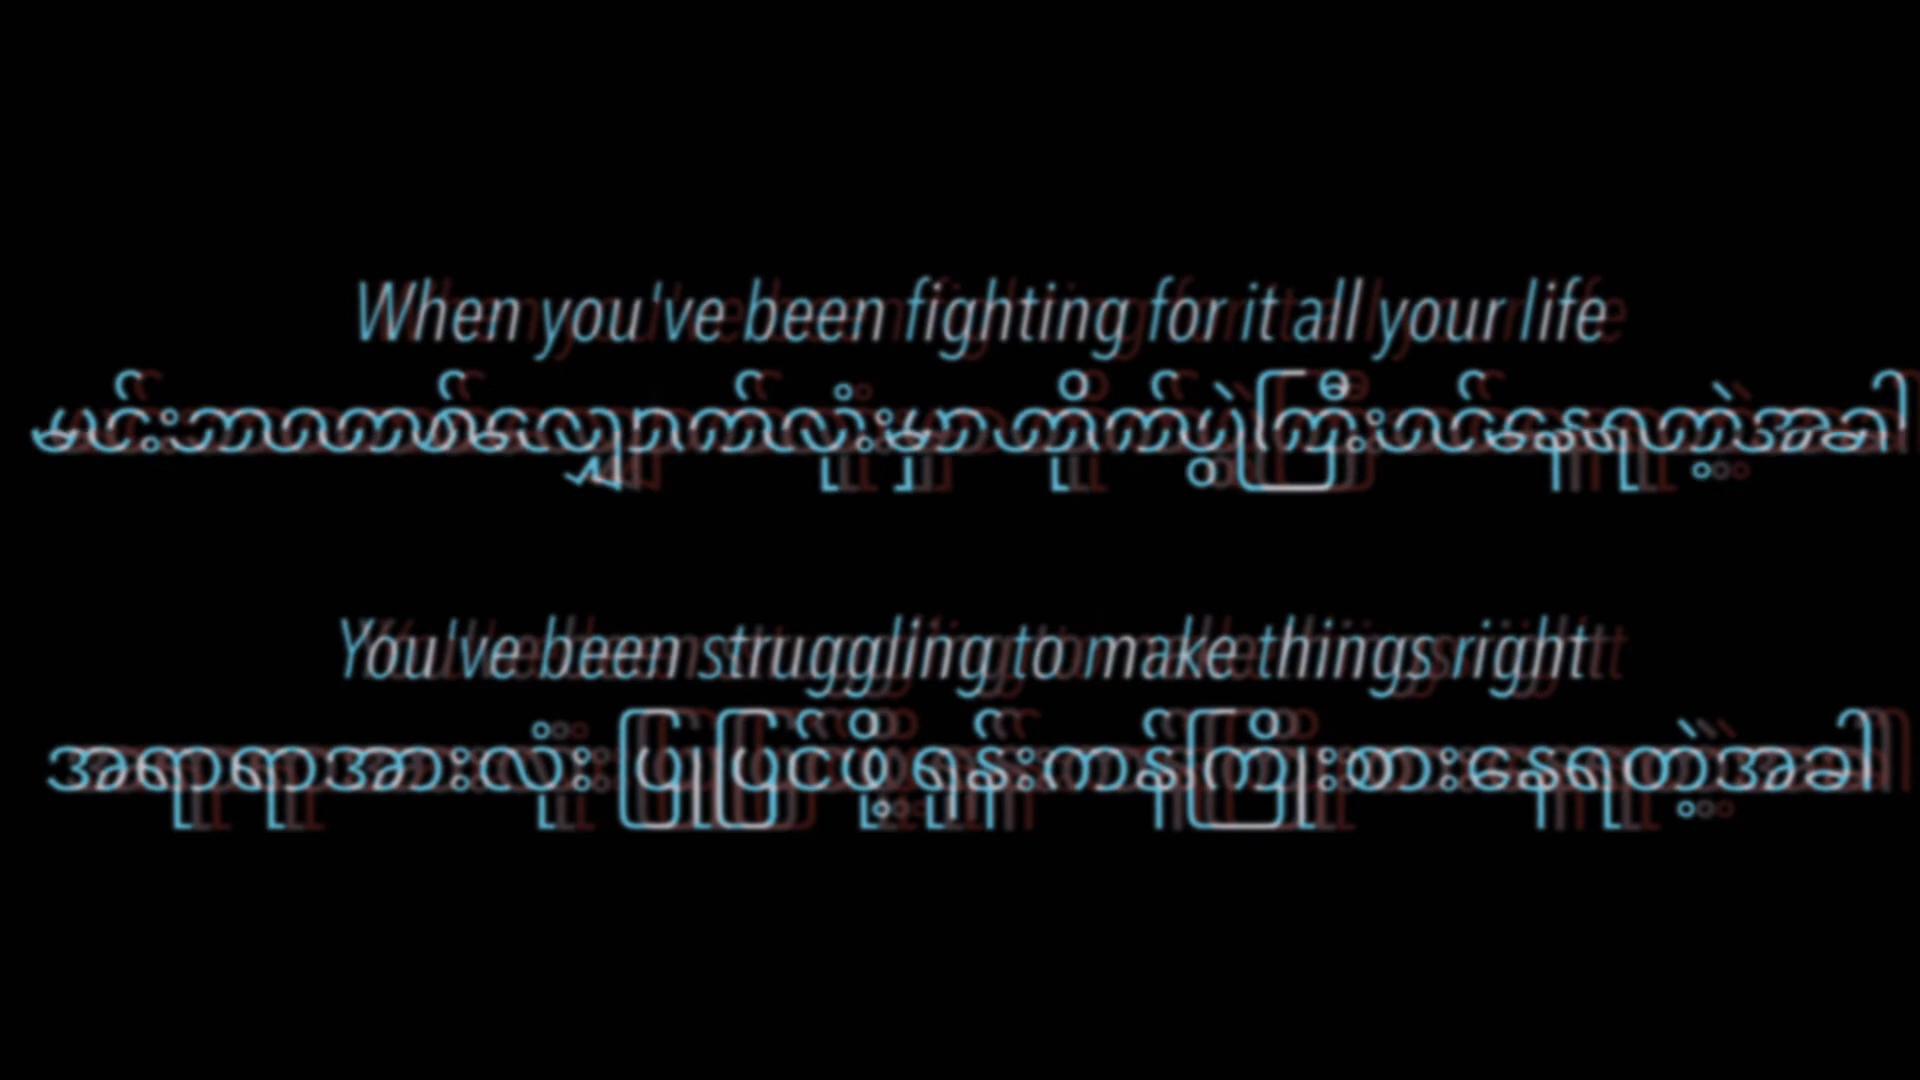 When you've been fighting for it all your life
မင်းဘဝတစ်လျှောက်လုံးမှာ တိုက်ပွဲကြီးဝင်နေရတဲ့အခါ
You've been struggling to make things right
အရာရာအားလုံး ပြုပြင်ဖို့ ရုန်းကန်ကြိုးစားနေရတဲ့အခါ